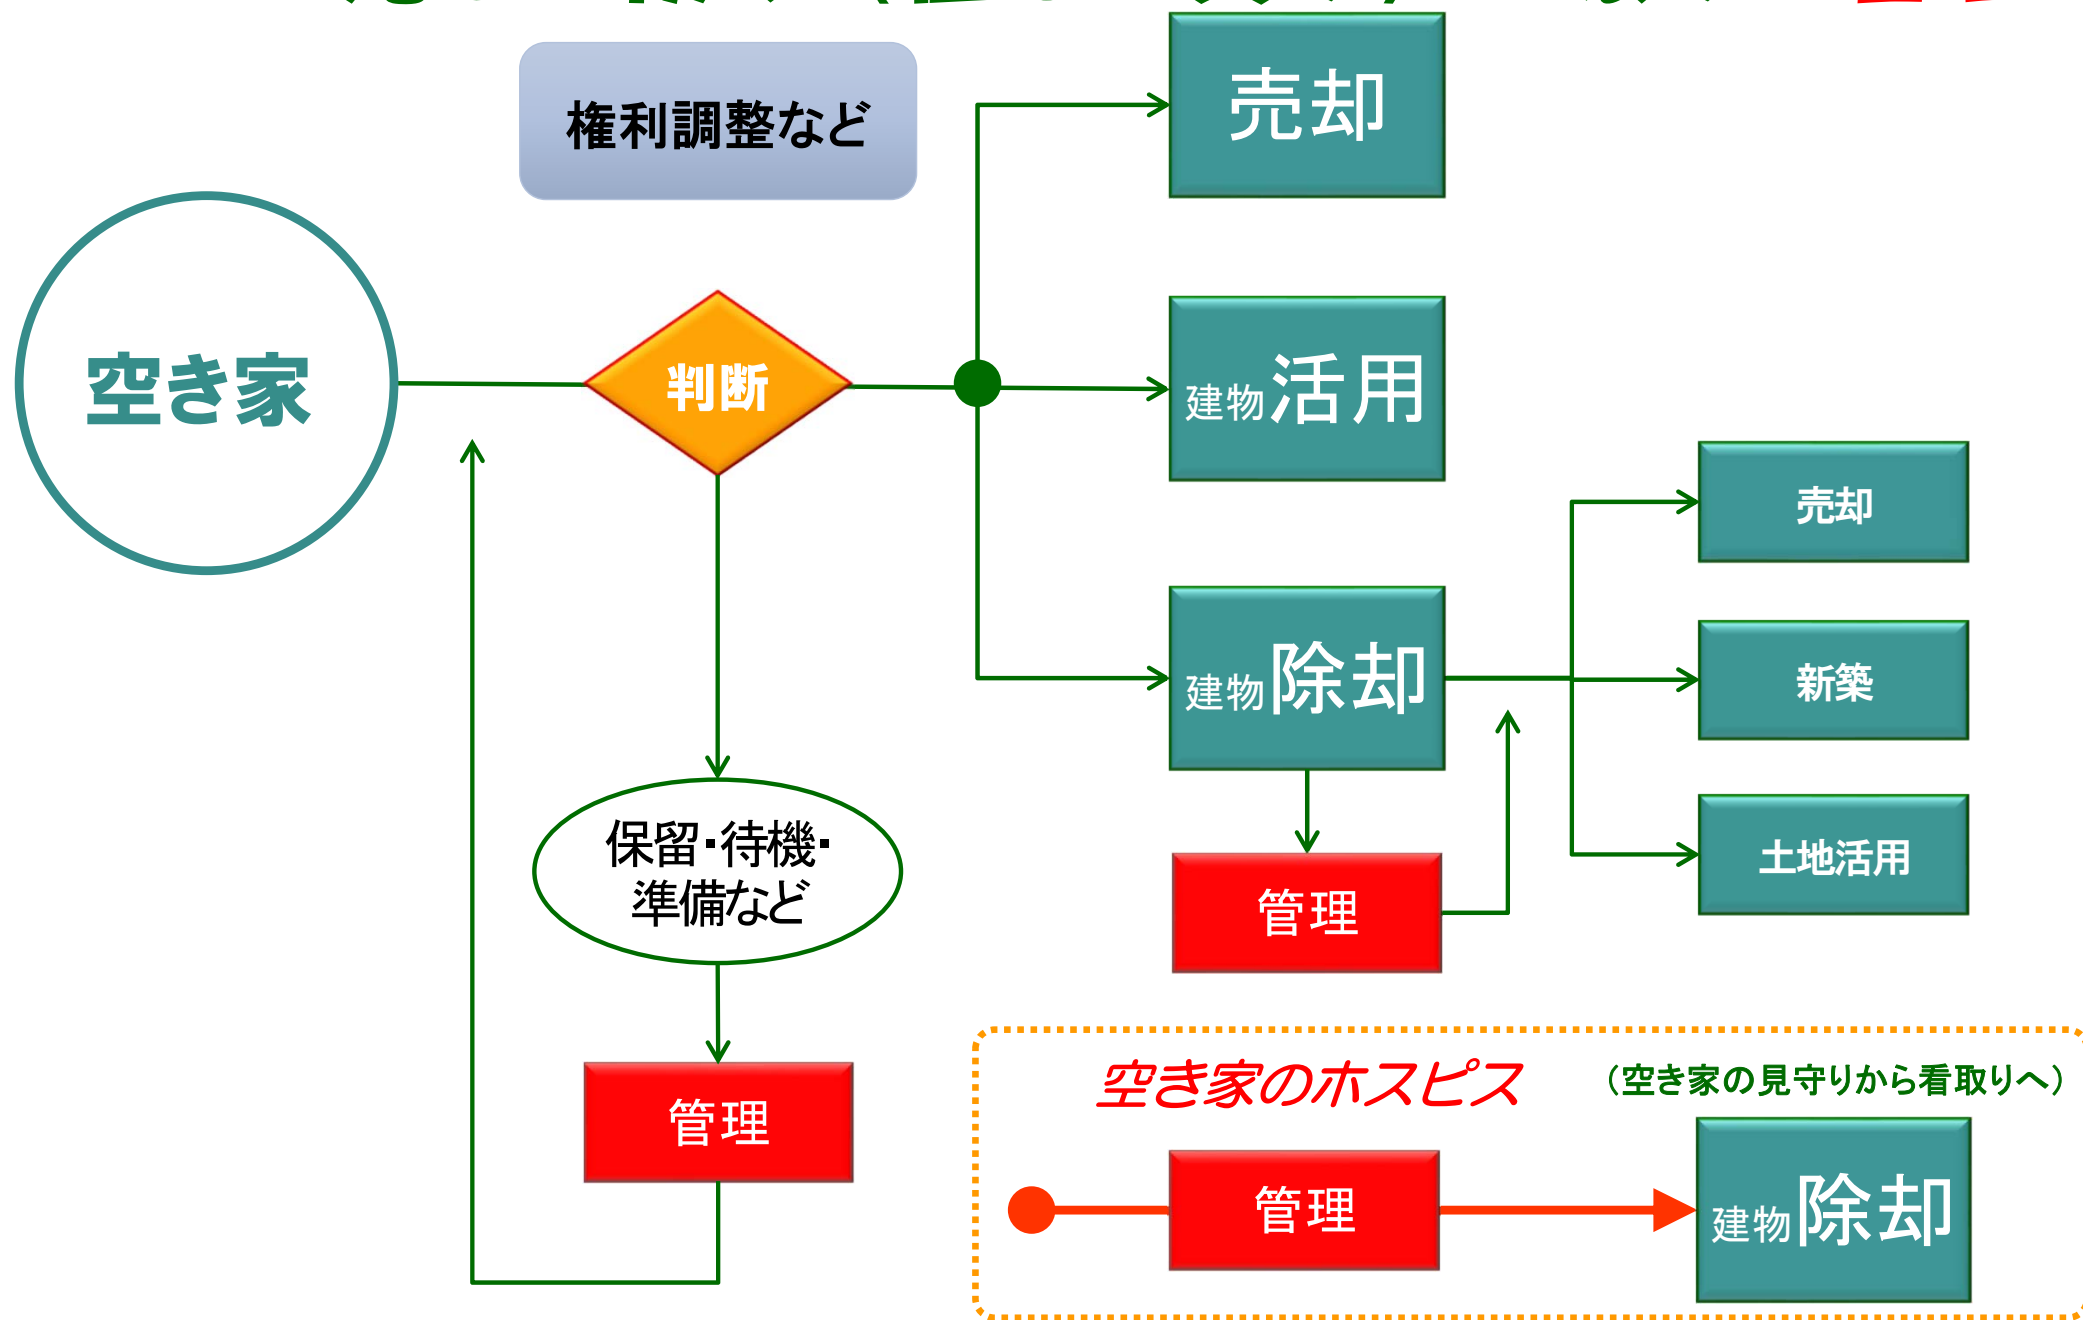 権利調整など
売却
空き家
判断
建物活用
売却
建物除却
新築
保留・待機・
準備など
土地活用
管理
管理
空き家のホスピス
(空き家の見守りから看取りへ)
管理
建物除却